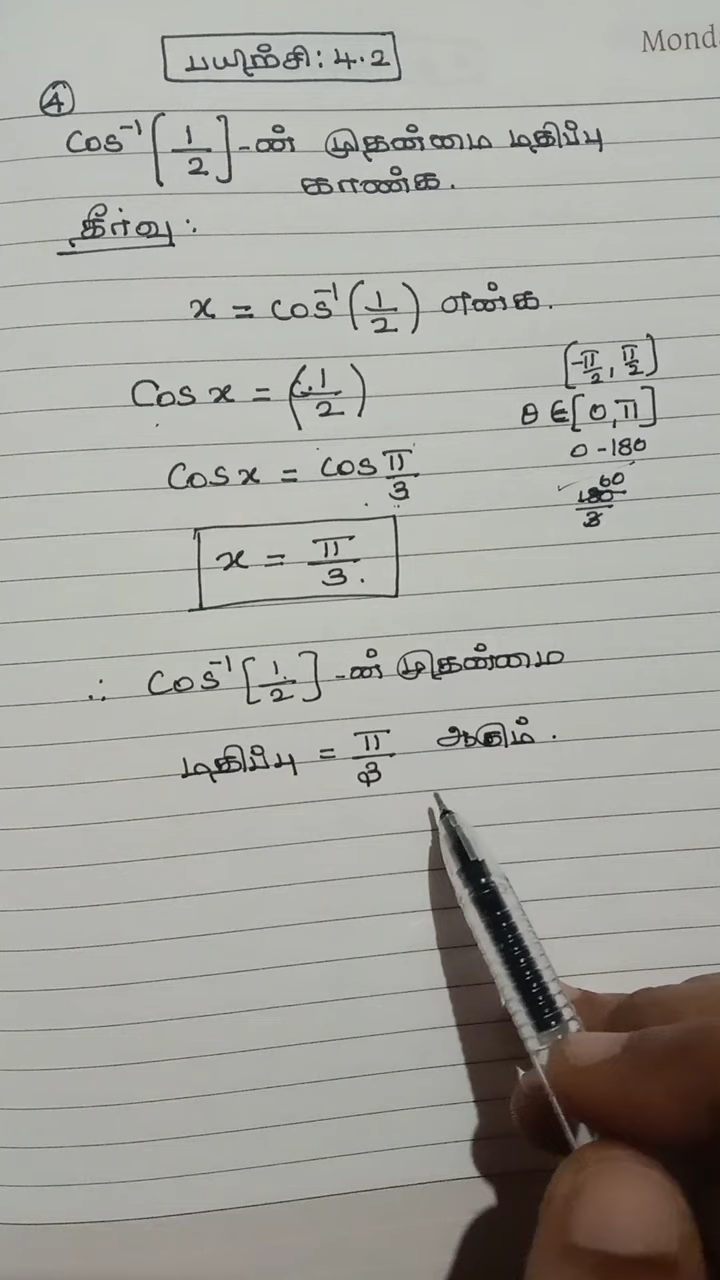 Mond
பயிற்சி: 4.2
④
Cos⁻¹[1/2]-ன் முதன்மை மதிப்பு
காண்க.
தீர்வு:
x = cos⁻¹(1/2) என்க.
Cos x = (1/2)
[-π/2, π/2]
θ ∈ [0, π]
0 - 180
Cos x = cos π/3
60
180/3
x = π/3.
∴ Cos⁻¹[1/2]-ன் முதன்மை
மதிப்பு = π/3 ஆகும்.